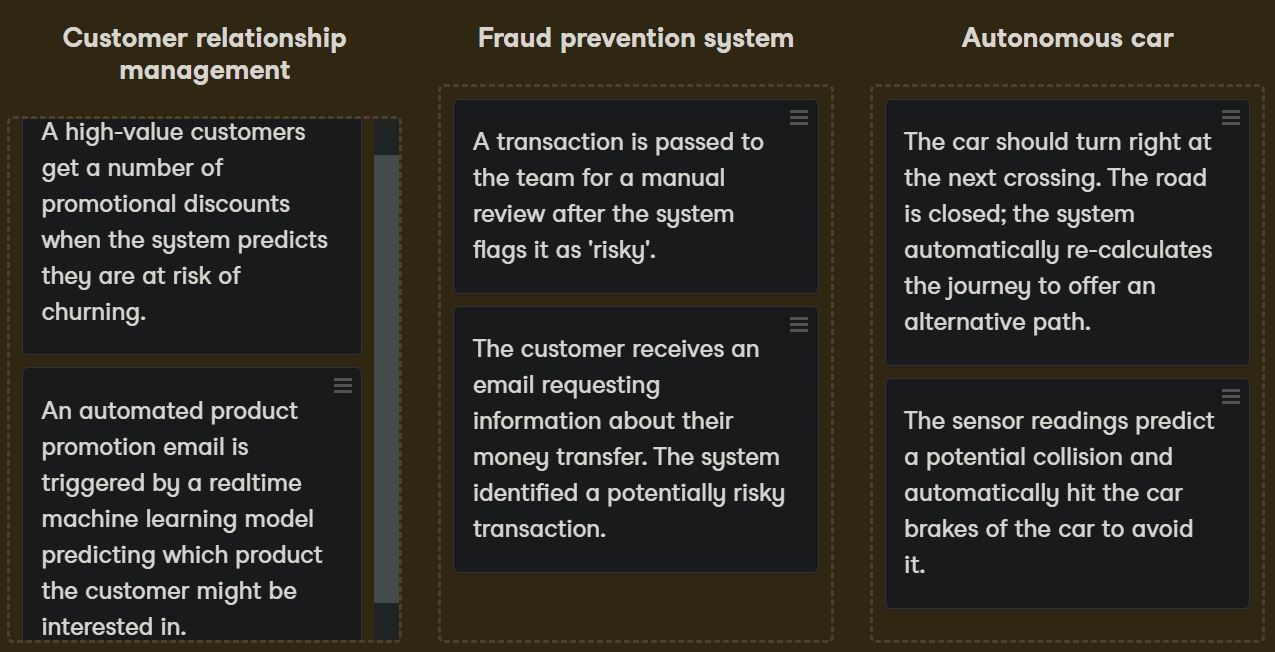 Customer relationship
management
A high-value customers
get a number of
promotional discounts
when the system predicts
they are at risk of
churning.
An automated product
promotion email is
triggered by a realtime
machine learning model
predicting which product
the customer might be
interested in.
Fraud prevention system
A transaction is passed to
the team for a manual
review after the system
flags it as 'risky'.
The customer receives an
email requesting
information about their
money transfer. The system
identified a potentially risky
transaction.
Autonomous car
The car should turn right at
the next crossing. The road
is closed; the system
automatically re-calculates
the journey to offer an
alternative path.
The sensor readings predict
a potential collision and
automatically hit the car
brakes of the car to avoid
it.